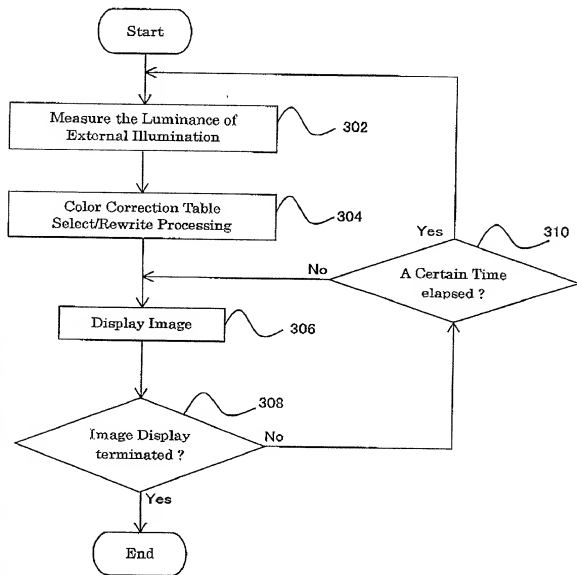 Start
Measure the Luminance of
External Illumination
302
Color Correction Table
Select/Rewrite Processing
304
Yes
310
No
A Certain Time
elapsed ?
Display Image
306
308
Image Display
terminated ?
No
Yes
End